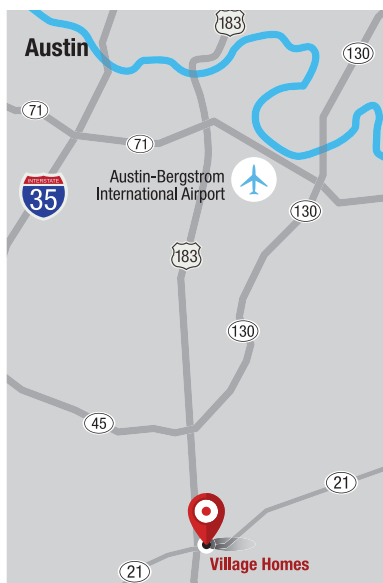 183
Austin
130
71
71
Austin-Bergstrom
International Airport
INTERSTATE
35
130
183
130
45
21
21
Village Homes